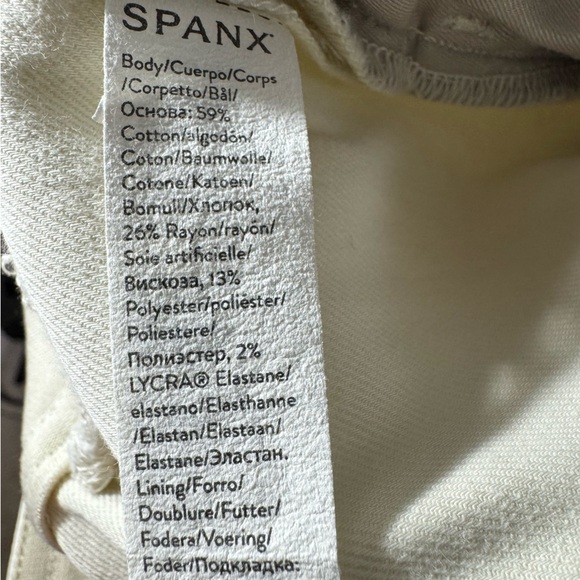 SPANX
Body/Cuerpo/Corps
/Corpetto/Bål/
Основа: 59%
Cotton/algodón/
Coton/Baumwolle/
Cotone/Katoen/
Bomull/Хлопок,
26% Rayon/rayón/
Soie artificielle/
Вискоза, 13%
Polyester/poliéster/
Poliestere/
Полиэстер, 2%
LYCRA® Elastane/
elastano/Elasthanne
/Elastan/Elastaan/
Elastane/Эластан.
Lining/Forro/
Doublure/Futter/
Fodera/Voering/
Foder/Подкладка: